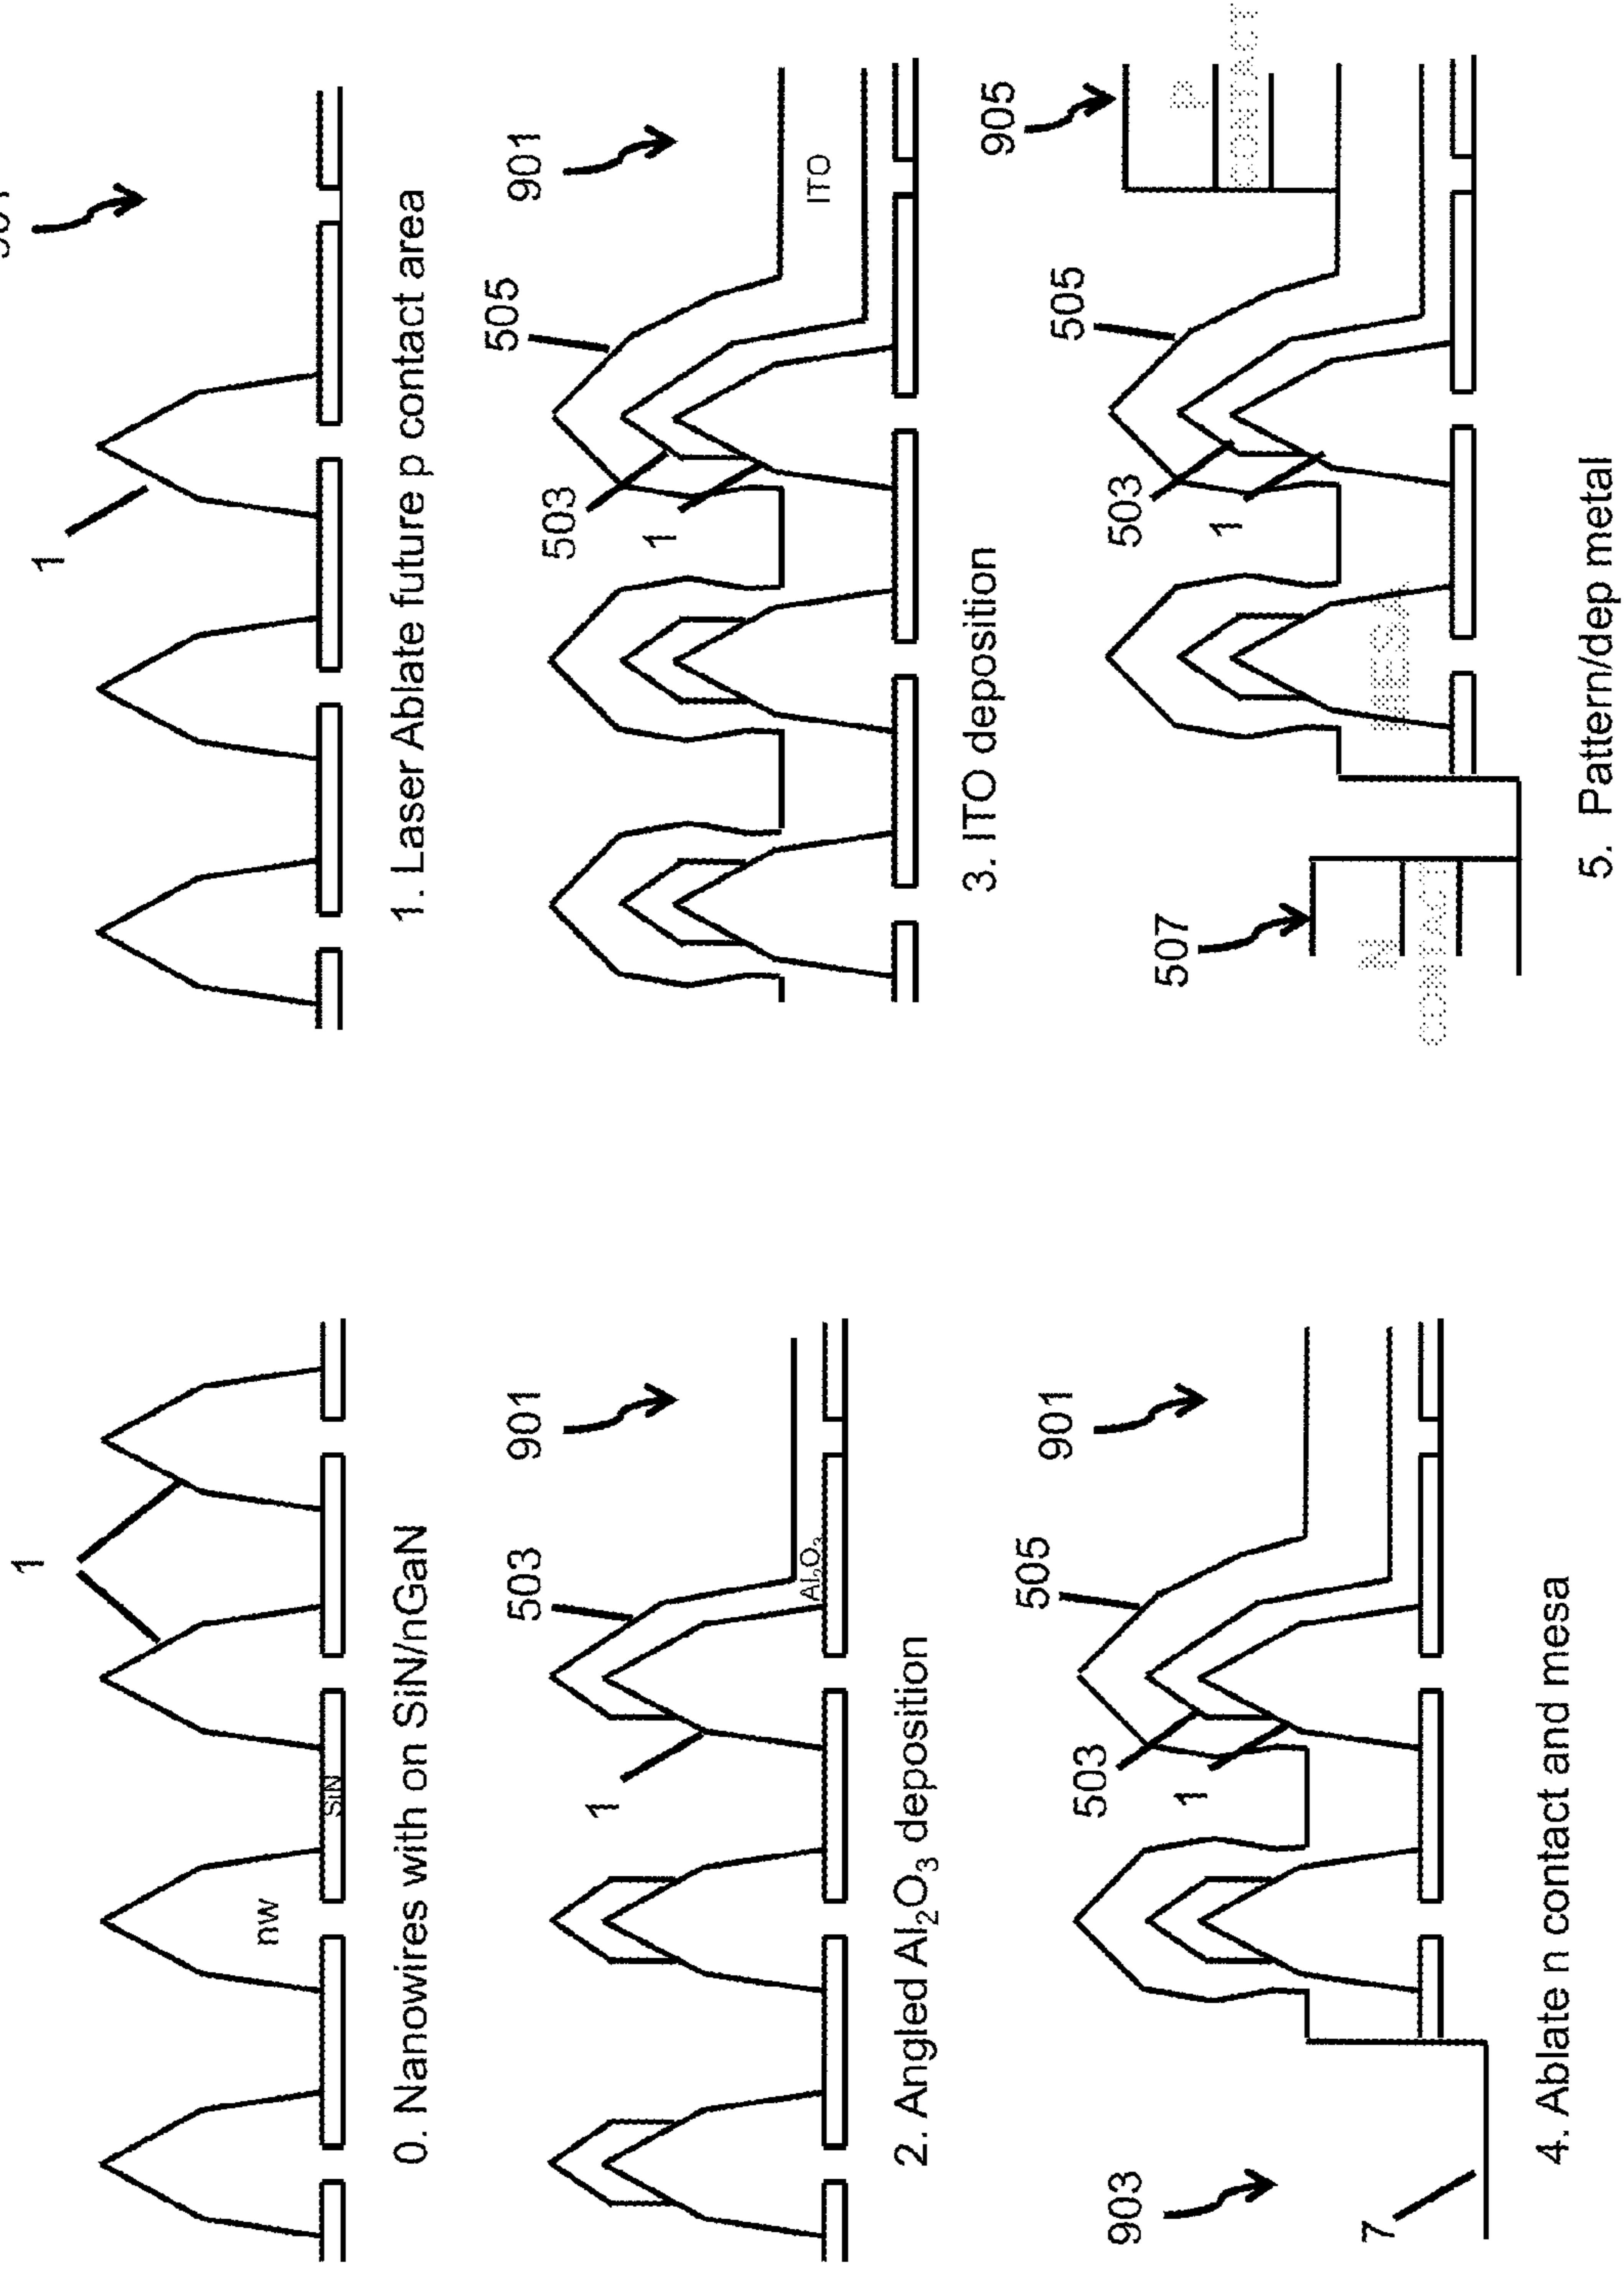 1
nw
SiN
0. Nanowires with on SiN/nGaN
1
1. Laser Ablate future p contact area
503
901
1
Al₂O₃
2. Angled Al₂O₃ deposition
505
901
503
1
ITO
3. ITO deposition
903
7
505
901
503
1
4. Ablate n contact and mesa
507
N
CONTACT
MESA
503
1
505
905
P
CONTACT
5. Pattern/dep metal